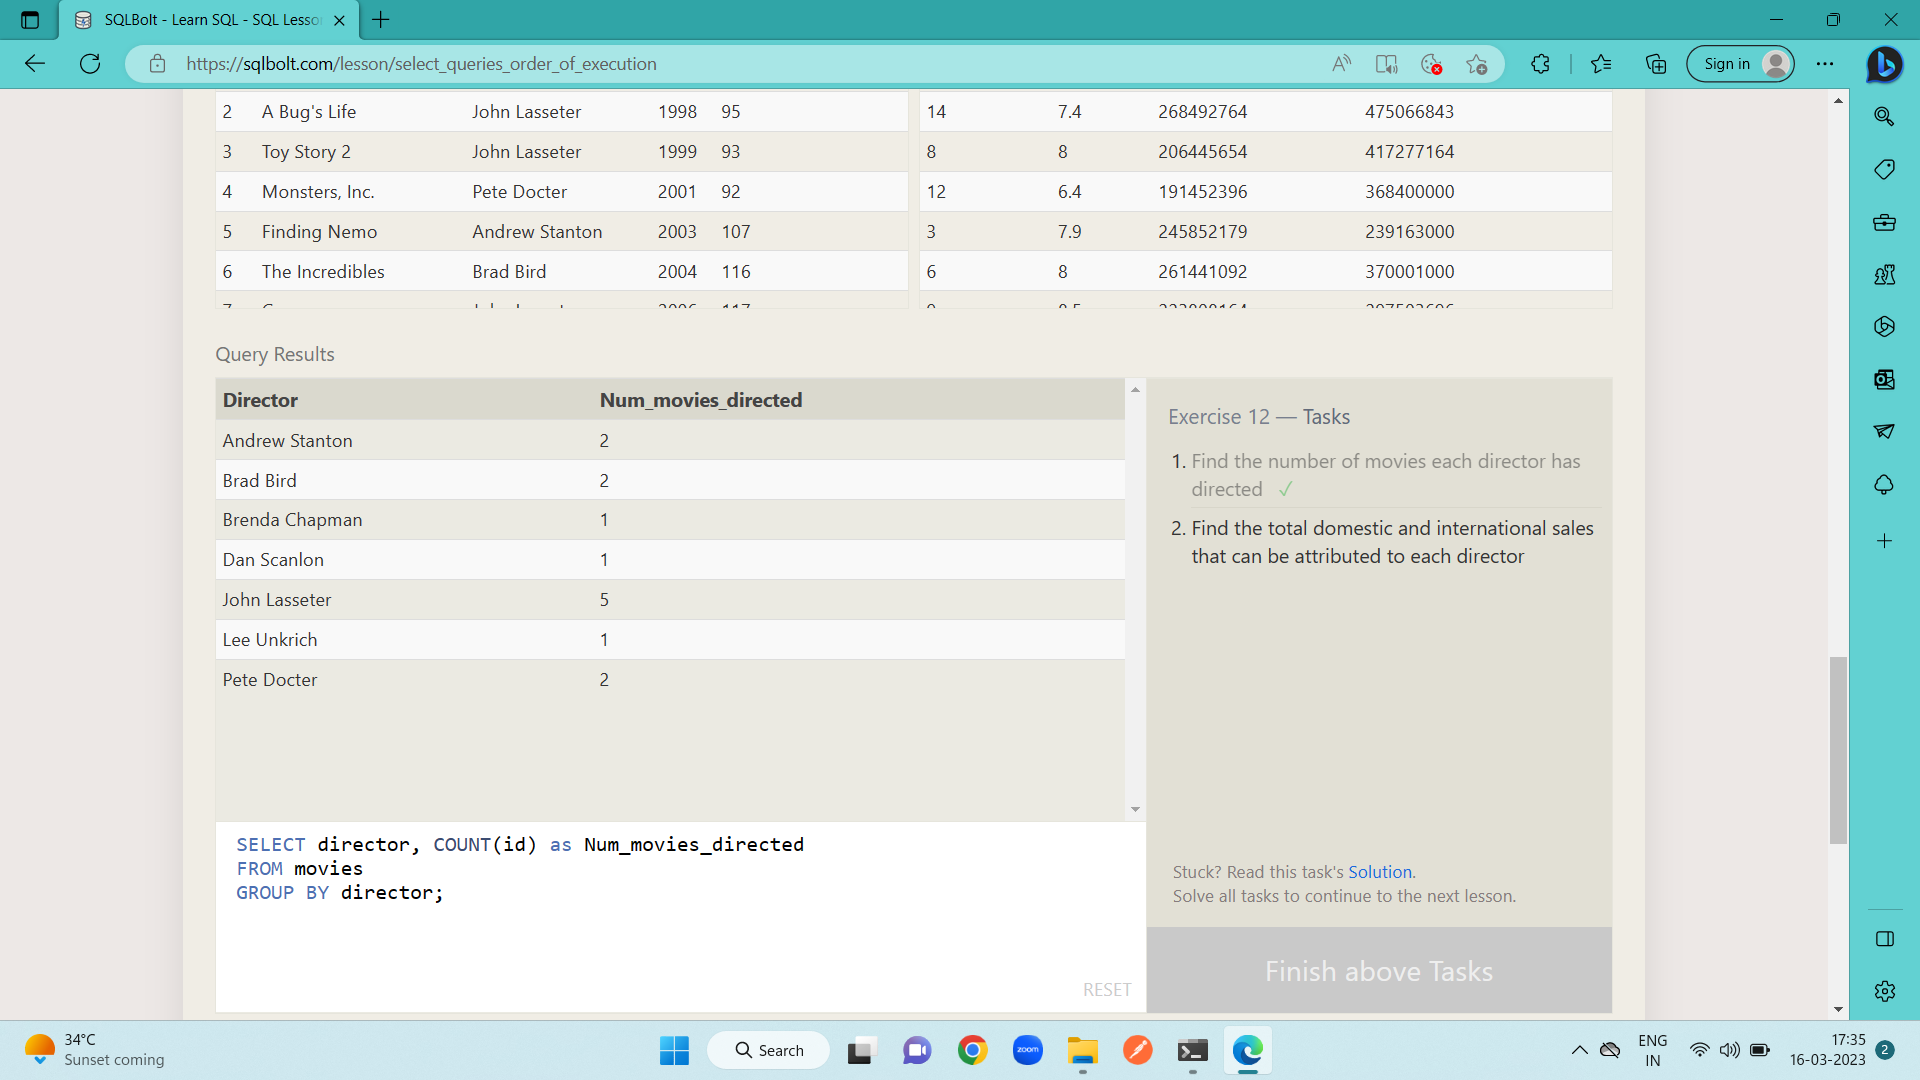 SQLBolt - Learn SQL - SQL Lesso
https://sqlbolt.com/lesson/select_queries_order_of_execution
Sign in
2 A Bug's Life John Lasseter 1998 95 14 7.4 268492764 475066843
3 Toy Story 2 John Lasseter 1999 93 8 8 206445654 417277164
4 Monsters, Inc. Pete Docter 2001 92 12 6.4 191452396 368400000
5 Finding Nemo Andrew Stanton 2003 107 3 7.9 245852179 239163000
6 The Incredibles Brad Bird 2004 116 6 8 261441092 370001000
Query Results
Director Num_movies_directed
Andrew Stanton 2
Brad Bird 2
Brenda Chapman 1
Dan Scanlon 1
John Lasseter 5
Lee Unkrich 1
Pete Docter 2
Exercise 12 — Tasks
1. Find the number of movies each director has
directed ✓
2. Find the total domestic and international sales
that can be attributed to each director
Stuck? Read this task's Solution.
Solve all tasks to continue to the next lesson.
Finish above Tasks
SELECT director, COUNT(id) as Num_movies_directed
FROM movies
GROUP BY director;
RESET
34°C
Sunset coming
Search
zoom
ENG
IN
17:35
16-03-2023
2